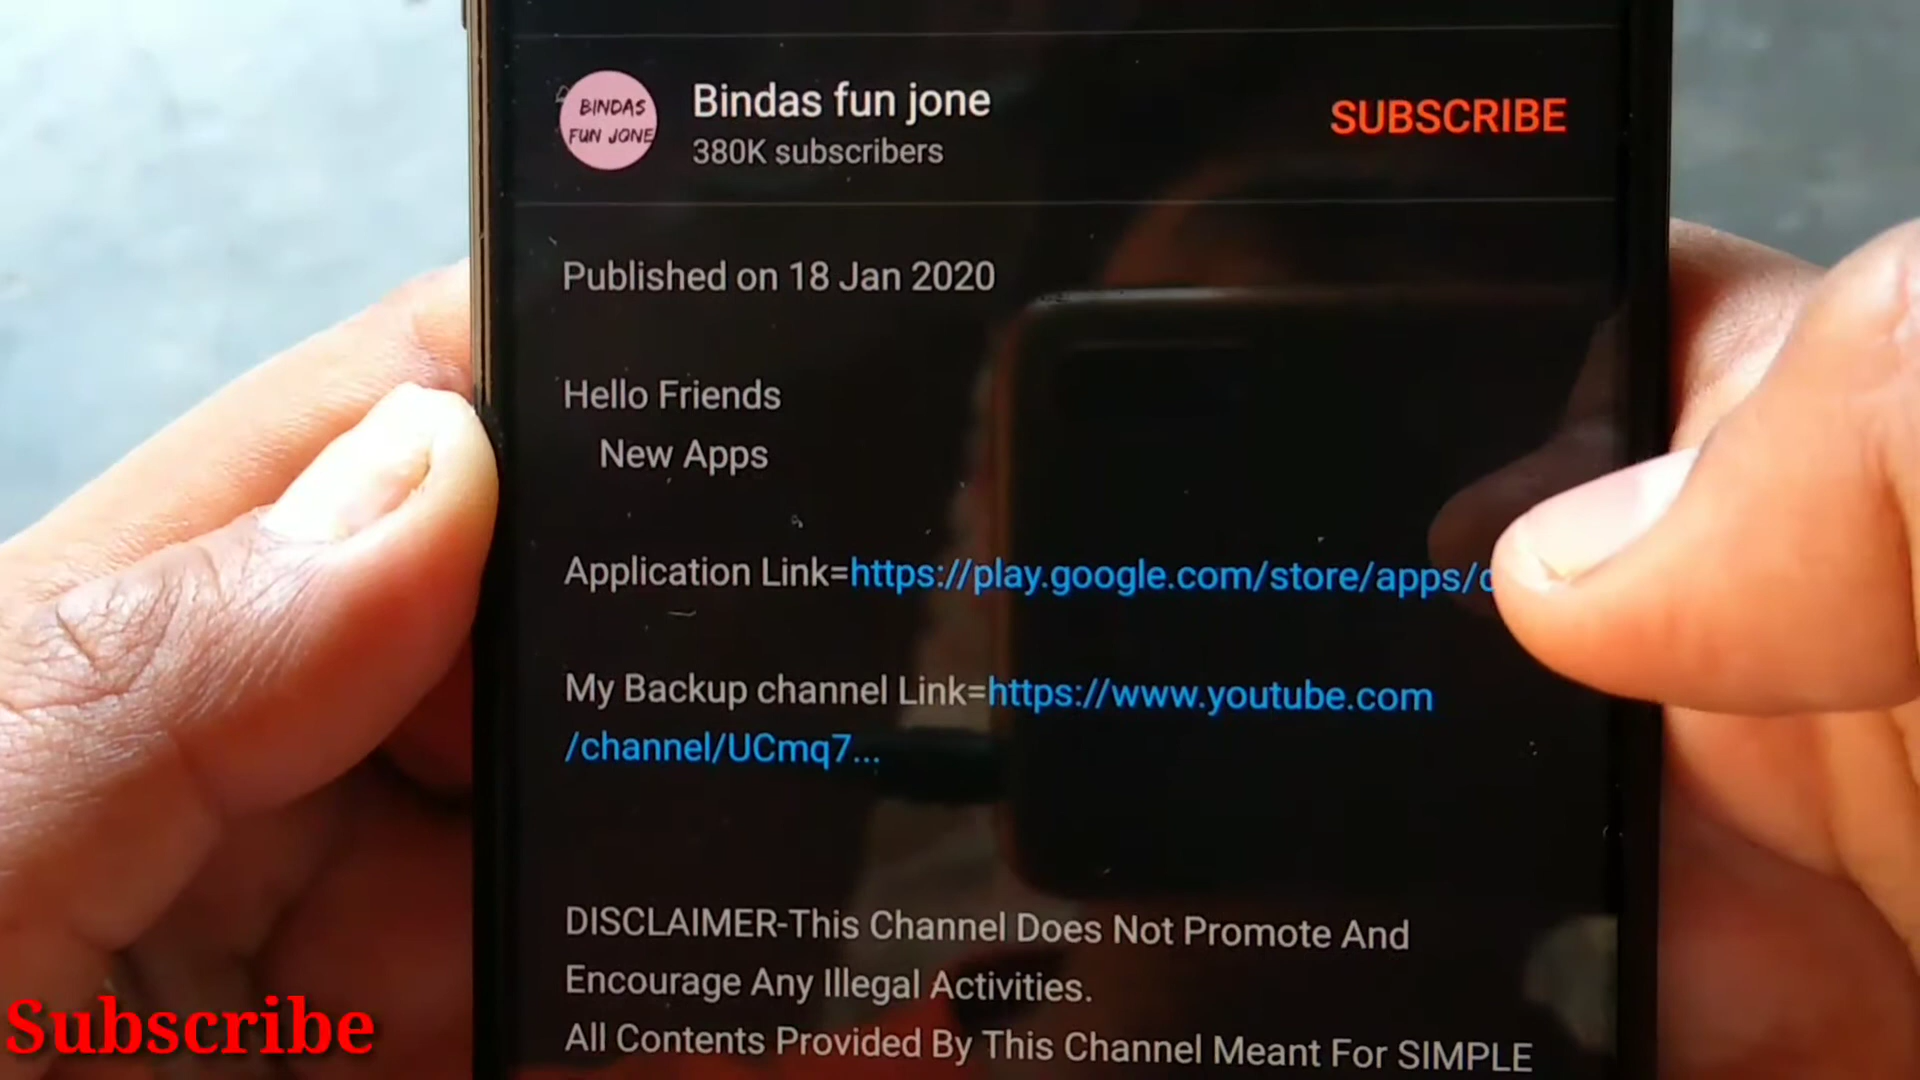 BINDAS
FUN JONE
Bindas fun jone
380K subscribers
SUBSCRIBE
Published on 18 Jan 2020
Hello Friends
New Apps
Application Link=https://play.google.com/store/apps/
My Backup channel Link=https://www.youtube.com
/channel/UCmq7...
DISCLAIMER-This Channel Does Not Promote And
Encourage Any Illegal Activities.
All Contents Provided By This Channel Meant For SIMPLE
Subscribe